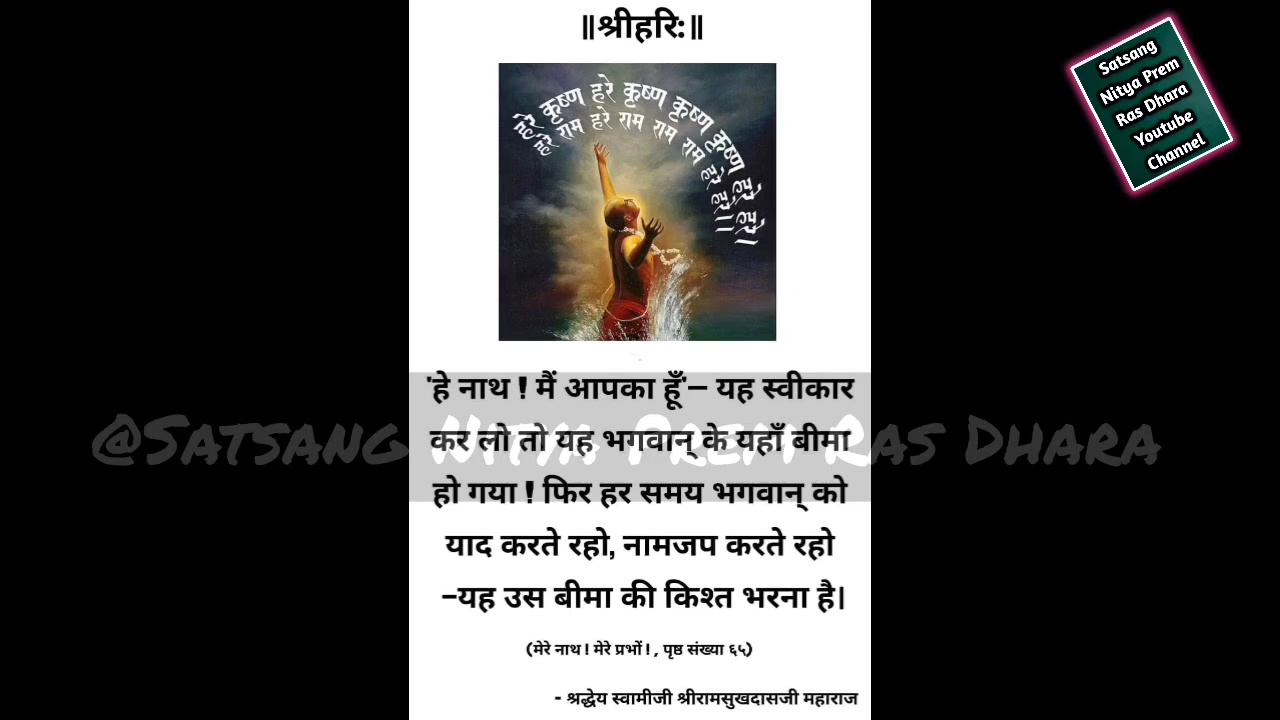 ॥श्रीहरि:॥
हरे कृष्ण हरे कृष्ण कृष्ण कृष्ण हरे हरे।
हरे राम हरे राम राम राम हरे हरे।।
'हे नाथ ! मैं आपका हूँ'– यह स्वीकार
कर लो तो यह भगवान् के यहाँ बीमा
हो गया ! फिर हर समय भगवान् को
याद करते रहो, नामजप करते रहो
–यह उस बीमा की किश्त भरना है।
(मेरे नाथ ! मेरे प्रभों ! , पृष्ठ संख्या ६५)
- श्रद्धेय स्वामीजी श्रीरामसुखदासजी महाराज
@Satsang Nitya Prem Ras Dhara
Satsang
Nitya Prem
Ras Dhara
Youtube
Channel